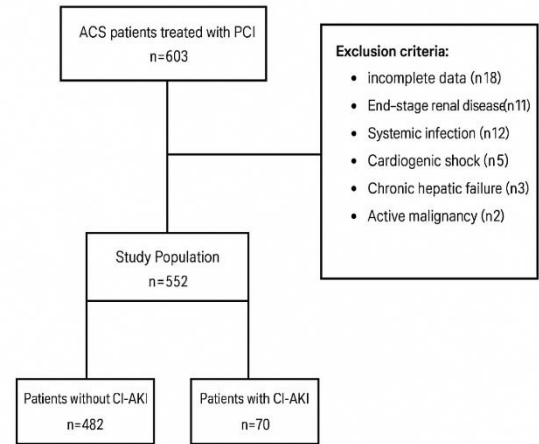 ACS patients treated with PCI
n=603
Exclusion criteria:
• incomplete data (n18)
• End-stage renal disease(n11)
• Systemic infection (n12)
• Cardiogenic shock (n5)
• Chronic hepatic failure (n3)
• Active malignancy (n2)
Study Population
n=552
Patients without CI-AKI
n=482
Patients with CI-AKI
n=70